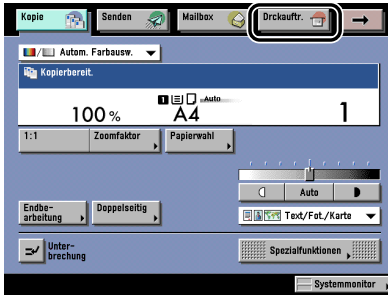 Kopie Senden Mailbox Drckauftr.
Autom. Farbausw.
Kopierbereit.
100 % 1 Auto A4 1
1:1 Zoomfaktor Papierwahl
Auto
Endbe-
arbeitung
Doppelseitig
Text/Fot./Karte
Unter-
brechung
Spezialfunktionen
Systemmonitor